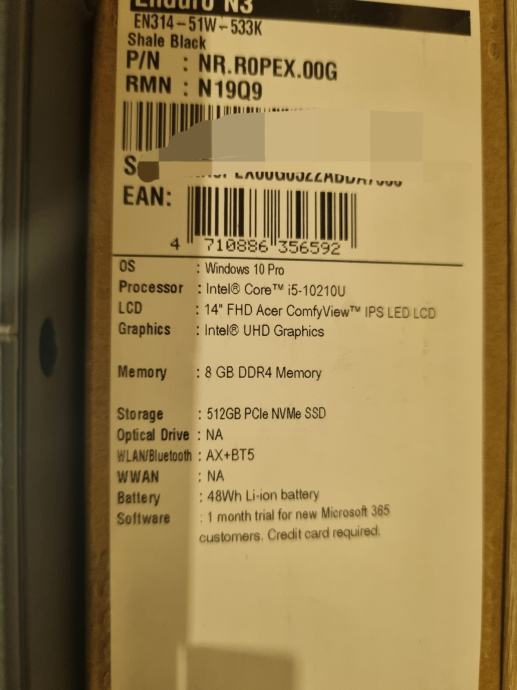 Enduro N3
EN314-51W-533K
Shale Black
P/N : NR.R0PEX.00G
RMN : N19Q9
EAN:
4 710886 356592
OS : Windows 10 Pro
Processor : Intel® Core™ i5-10210U
LCD : 14" FHD Acer ComfyView™ IPS LED LCD
Graphics : Intel® UHD Graphics
Memory : 8 GB DDR4 Memory
Storage : 512GB PCIe NVMe SSD
Optical Drive : NA
WLAN/Bluetooth : AX+BT5
WWAN : NA
Battery : 48Wh Li-ion battery
Software : 1 month trial for new Microsoft 365
customers. Credit card required.